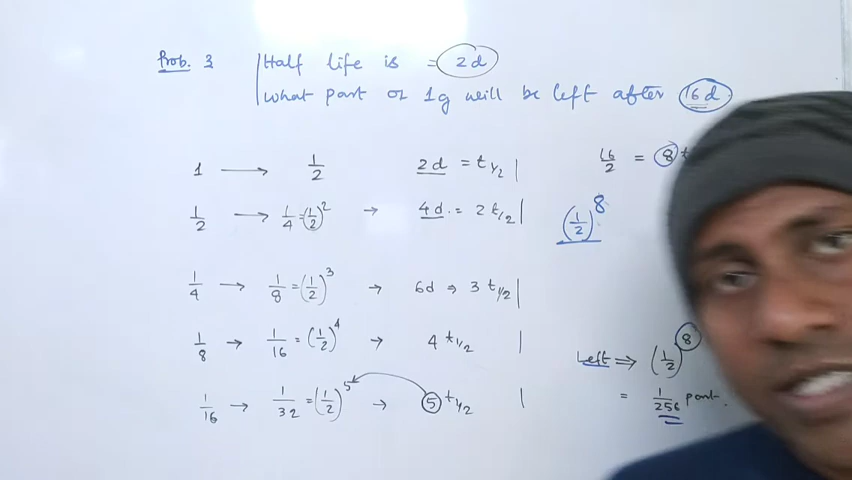 Prob. 3 Half life is = 2d
What part of 1g will be left after 16d
1 → 1/2 2d = t1/2
1/2 → 1/4 = (1/2)^2 → 4d. = 2 t1/2
1/4 → 1/8 = (1/2)^3 → 6d ⇒ 3 t1/2
1/8 → 1/16 = (1/2)^4 → 4 t1/2
1/16 → 1/32 = (1/2)^5 → 5 t1/2
16/2 = 8 t
(1/2)^8
Left ⇒ (1/2)^8
= 1/256 part.